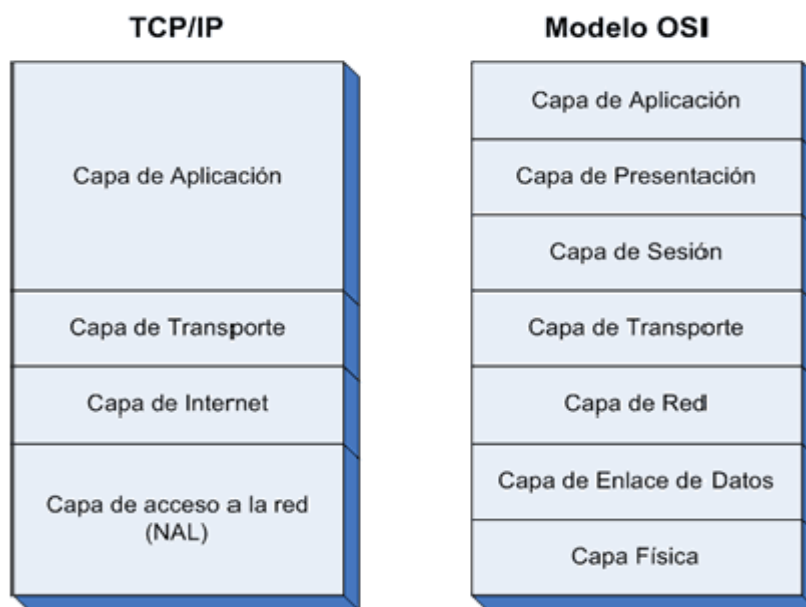 TCP/IP
Capa de Aplicación
Capa de Transporte
Capa de Internet
Capa de acceso a la red
(NAL)
Modelo OSI
Capa de Aplicación
Capa de Presentación
Capa de Sesión
Capa de Transporte
Capa de Red
Capa de Enlace de Datos
Capa Física